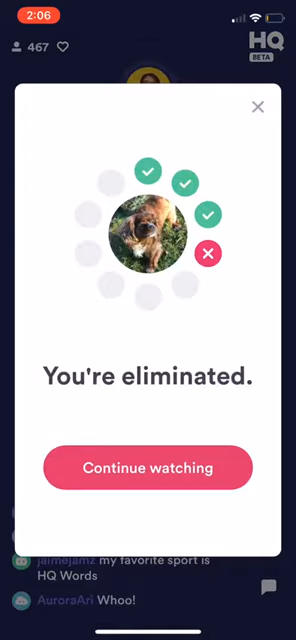 2:06
467
HQ
BETA
You're eliminated.
Continue watching
jaimejamz my favorite sport is
HQ Words
AuroraAri Whoo!